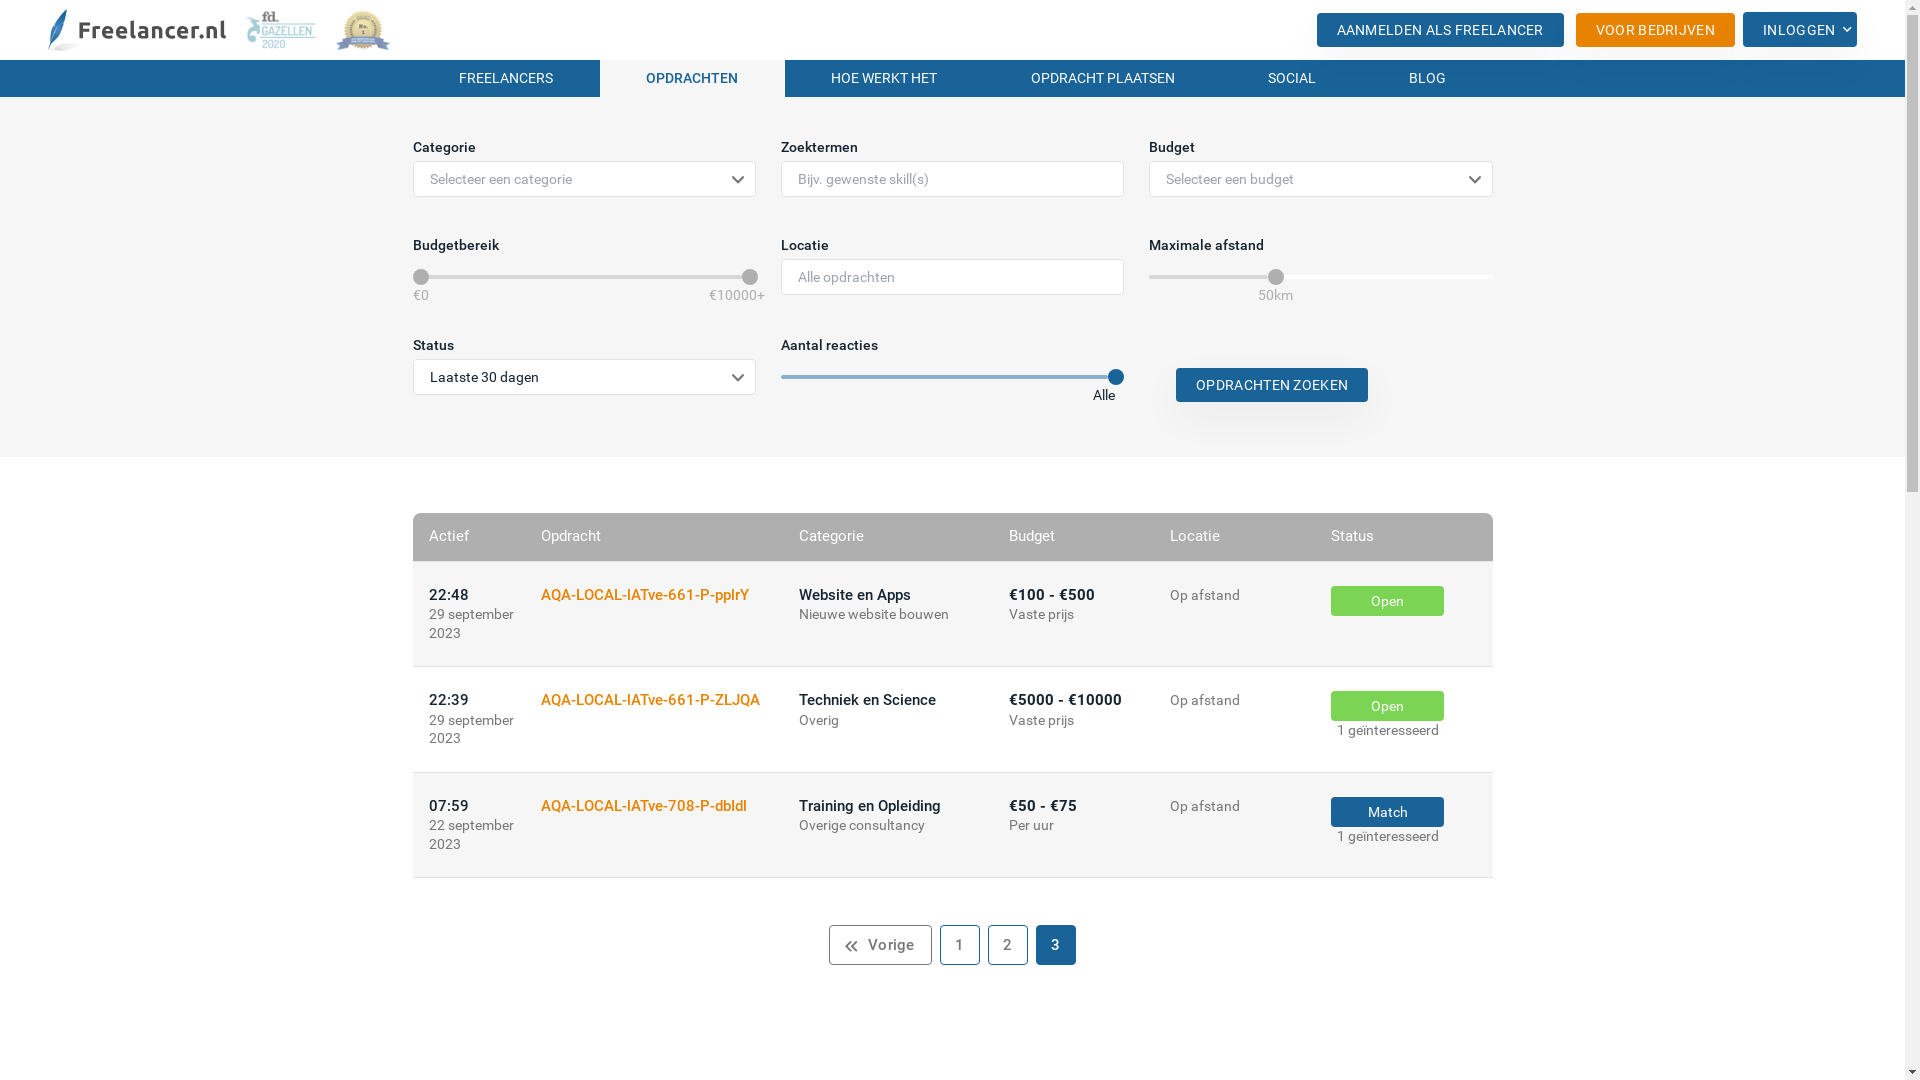 Freelancer.nl
fd.
GAZELLEN
2020
AANMELDEN ALS FREELANCER
VOOR BEDRIJVEN
INLOGGEN
FREELANCERS
OPDRACHTEN
HOE WERKT HET
OPDRACHT PLAATSEN
SOCIAL
BLOG
Categorie
Zoektermen
Budget
Selecteer een categorie
Bijv. gewenste skill(s)
Selecteer een budget
Budgetbereik
Locatie
Maximale afstand
Alle opdrachten
€0
€10000+
50km
Status
Aantal reacties
Laatste 30 dagen
Alle
OPDRACHTEN ZOEKEN
Actief
Opdracht
Categorie
Budget
Locatie
Status
22:48
29 september
2023
AQA-LOCAL-lATve-661-P-pplrY
Website en Apps
Nieuwe website bouwen
€100 - €500
Vaste prijs
Op afstand
Open
22:39
29 september
2023
AQA-LOCAL-lATve-661-P-ZLJQA
Techniek en Science
Overig
€5000 - €10000
Vaste prijs
Op afstand
Open
1 geïnteresseerd
07:59
22 september
2023
AQA-LOCAL-lATve-708-P-dbIdI
Training en Opleiding
Overige consultancy
€50 - €75
Per uur
Op afstand
Match
1 geïnteresseerd
Vorige
1
2
3